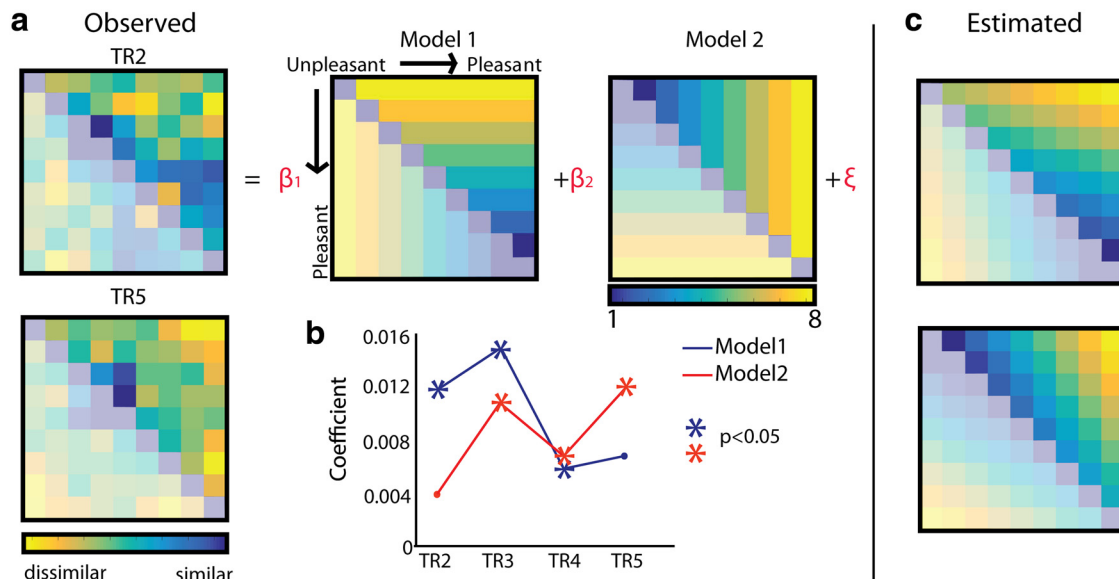 a Observed
TR2
= β1
Unpleasant → Pleasant
Model 1
Pleasant
+β2
Model 2
+ξ
1 8
TR5
dissimilar similar
b
Coefficient
0.016
0.012
0.008
0.004
0
TR2 TR3 TR4 TR5
Model1
Model2
p<0.05
c Estimated